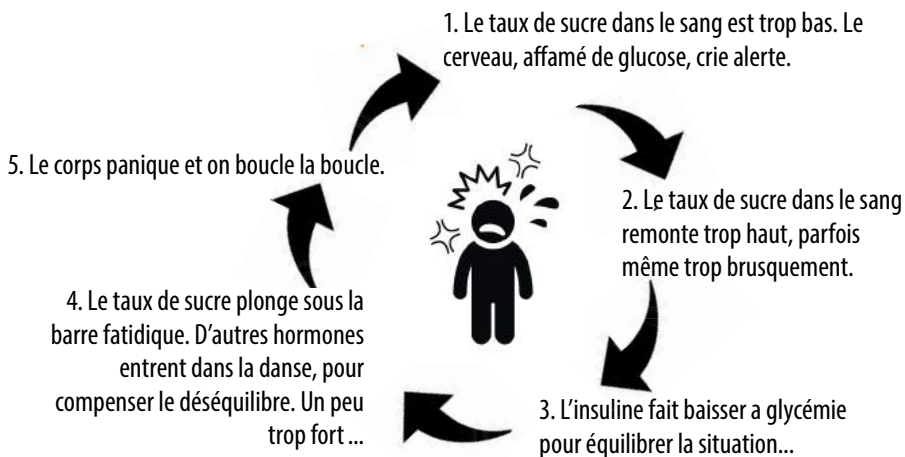 1. Le taux de sucre dans le sang est trop bas. Le
cerveau, affamé de glucose, crie alerte.
2. Le taux de sucre dans le sang
remonte trop haut, parfois
même trop brusquement.
3. L’insuline fait baisser a glycémie
pour équilibrer la situation...
4. Le taux de sucre plonge sous la
barre fatidique. D’autres hormones
entrent dans la danse, pour
compenser le déséquilibre. Un peu
trop fort ...
5. Le corps panique et on boucle la boucle.